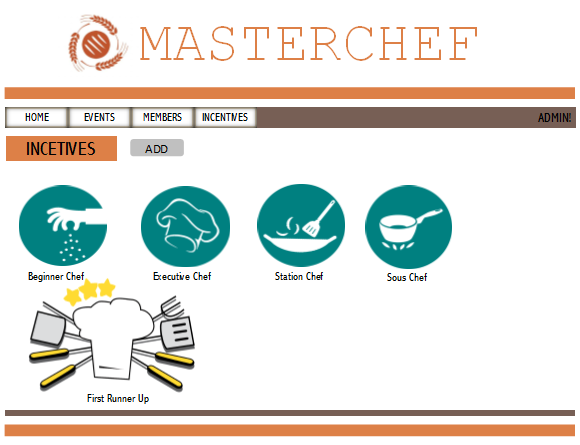 MASTERCHEF
HOME EVENTS MEMBERS INCENTIVES ADMIN!
INCETIVES ADD
Beginner Chef Executive Chef Station Chef Sous Chef
First Runner Up